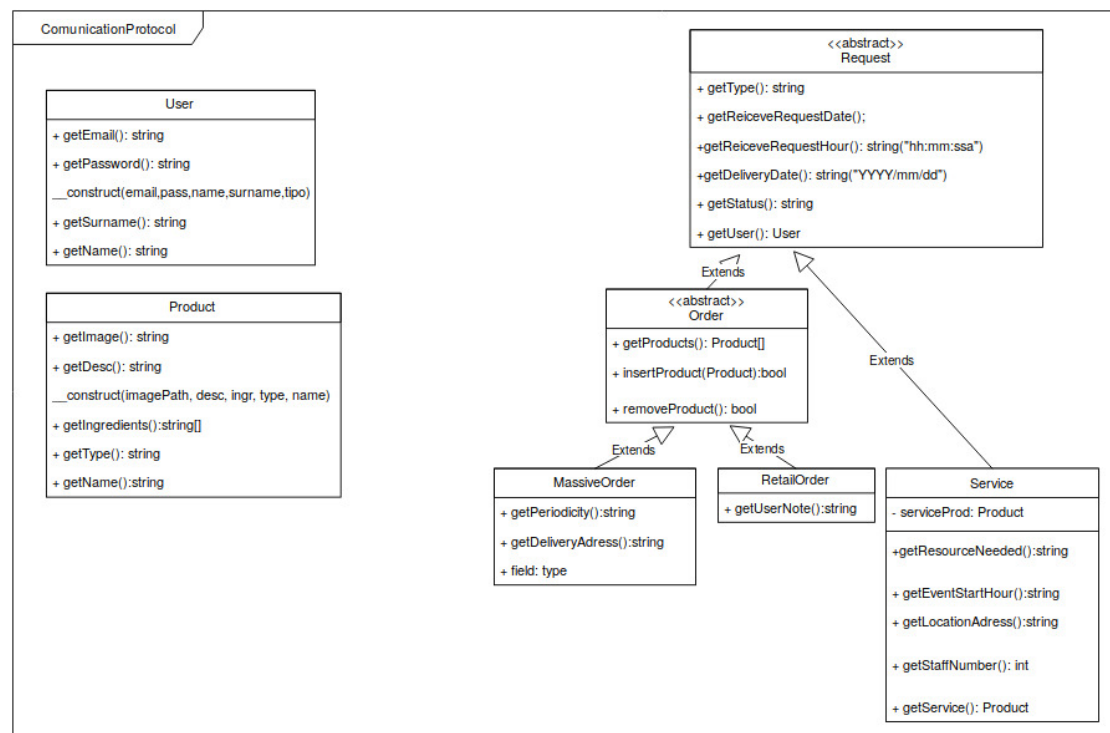 ComunicationProtocol
User
+ getEmail(): string
+ getPassword(): string
__construct(email,pass,name,surname,tipo)
+ getSurname(): string
+ getName(): string
Product
+ getImage(): string
+ getDesc(): string
__construct(imagePath, desc, ingr, type, name)
+ getIngredients():string[]
+ getType(): string
+ getName():string
<<abstract>>
Request
+ getType(): string
+ getReiceveRequestDate();
+getReiceveRequestHour(): string("hh:mm:ssa")
+getDeliveryDate(): string("YYYY/mm/dd")
+ getStatus(): string
+ getUser(): User
Extends
<<abstract>>
Order
+ getProducts(): Product[]
+ insertProduct(Product):bool
+ removeProduct(): bool
Extends
Extends
Extends
MassiveOrder
+ getPeriodicity():string
+ getDeliveryAdress():string
+ field: type
RetailOrder
+ getUserNote():string
Service
- serviceProd: Product
+getResourceNeeded():string
+ getEventStartHour():string
+ getLocationAdress():string
+ getStaffNumber(): int
+ getService(): Product